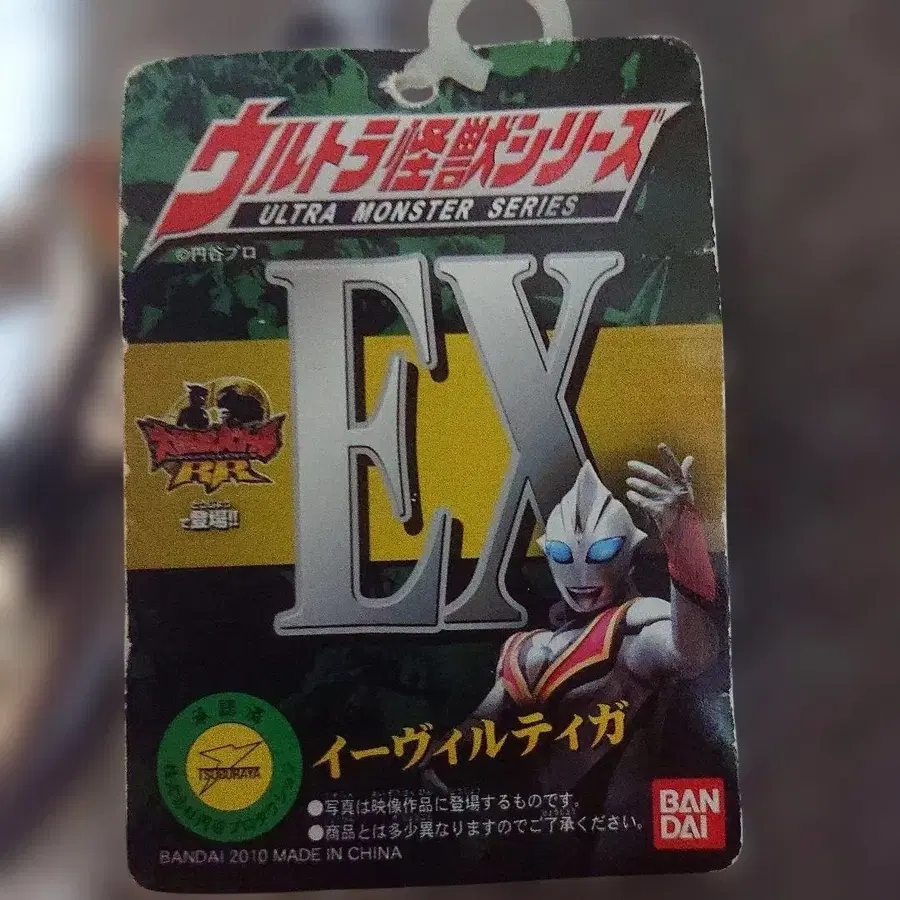 ウルトラ怪獣シリーズ
ULTRA MONSTER SERIES
©円谷プロ
EX
RR
で登場!!
TSUBURAYA
イーヴィルティガ
●写真は映像作品に登場するものです。
●商品とは多少異なりますのでご了承ください。
BAN
DAI
BANDAI 2010 MADE IN CHINA